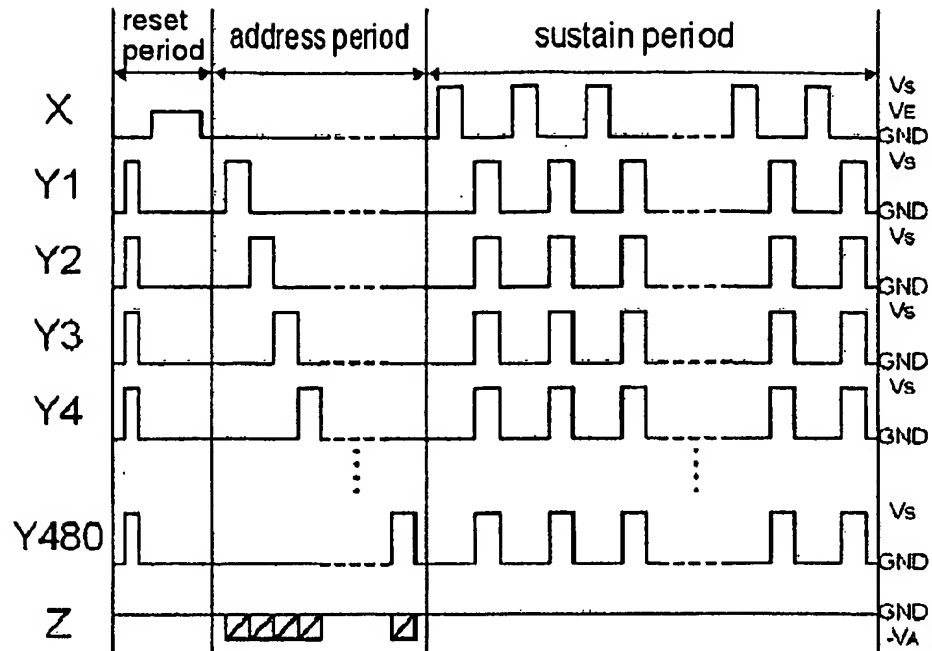 reset period
address period
sustain period
X
Vs
VE
GND
Y1
Vs
GND
Y2
Vs
GND
Y3
Vs
GND
Y4
Vs
GND
Y480
Vs
GND
Z
GND
-VA